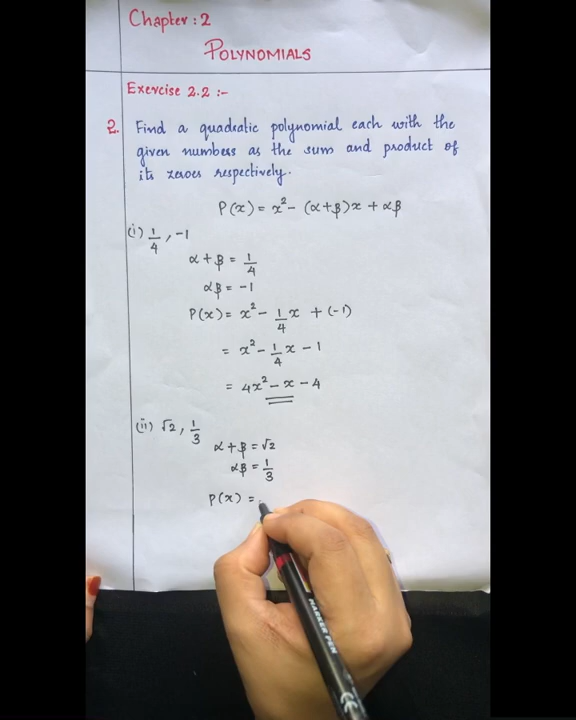 Chapter : 2
POLYNOMIALS
Exercise 2.2 :-
2. Find a quadratic polynomial each with the
given numbers as the sum and product of
its zeroes respectively.
P(x) = x² - (α+β)x + αβ
(i) 1/4, -1
α + β = 1/4
αβ = -1
P(x) = x² - 1/4 x + (-1)
= x² - 1/4 x - 1
= 4x² - x - 4
(ii) √2, 1/3
α + β = √2
αβ = 1/3
P(x) =
MARKER PEN